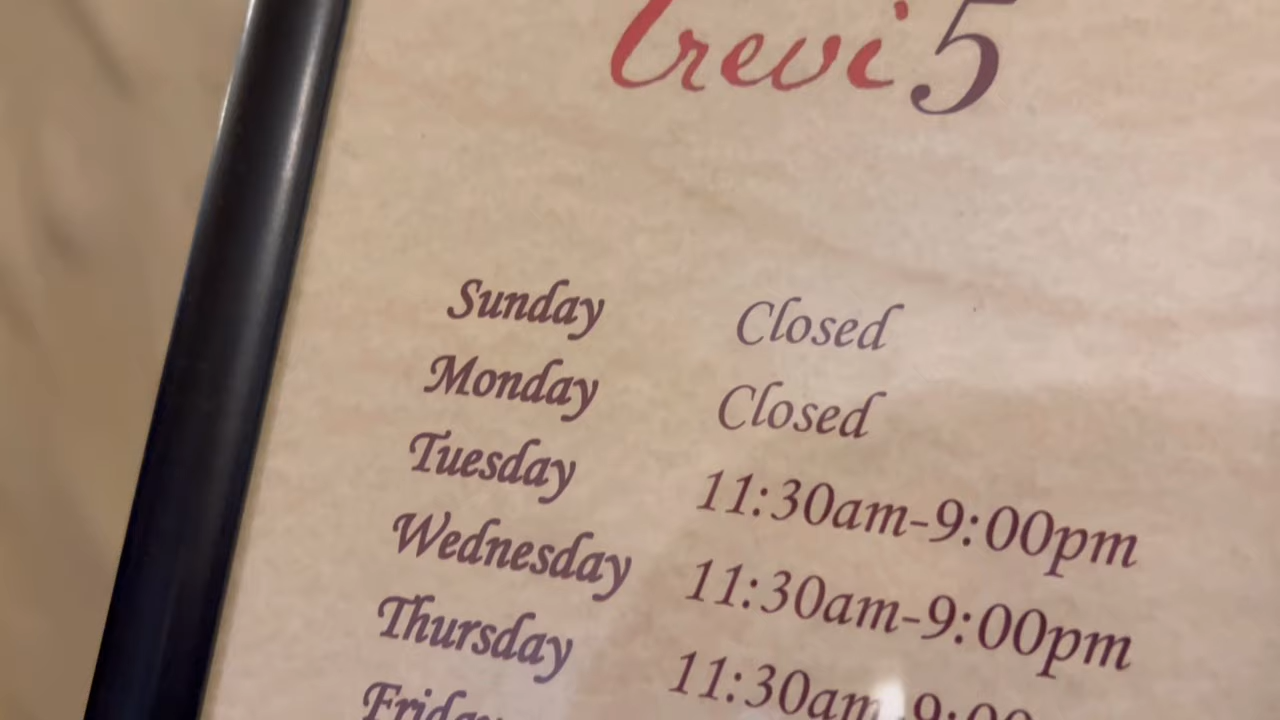 Trevi 5
Sunday Closed
Monday Closed
Tuesday 11:30am-9:00pm
Wednesday 11:30am-9:00pm
Thursday 11:30am-9:00
Friday